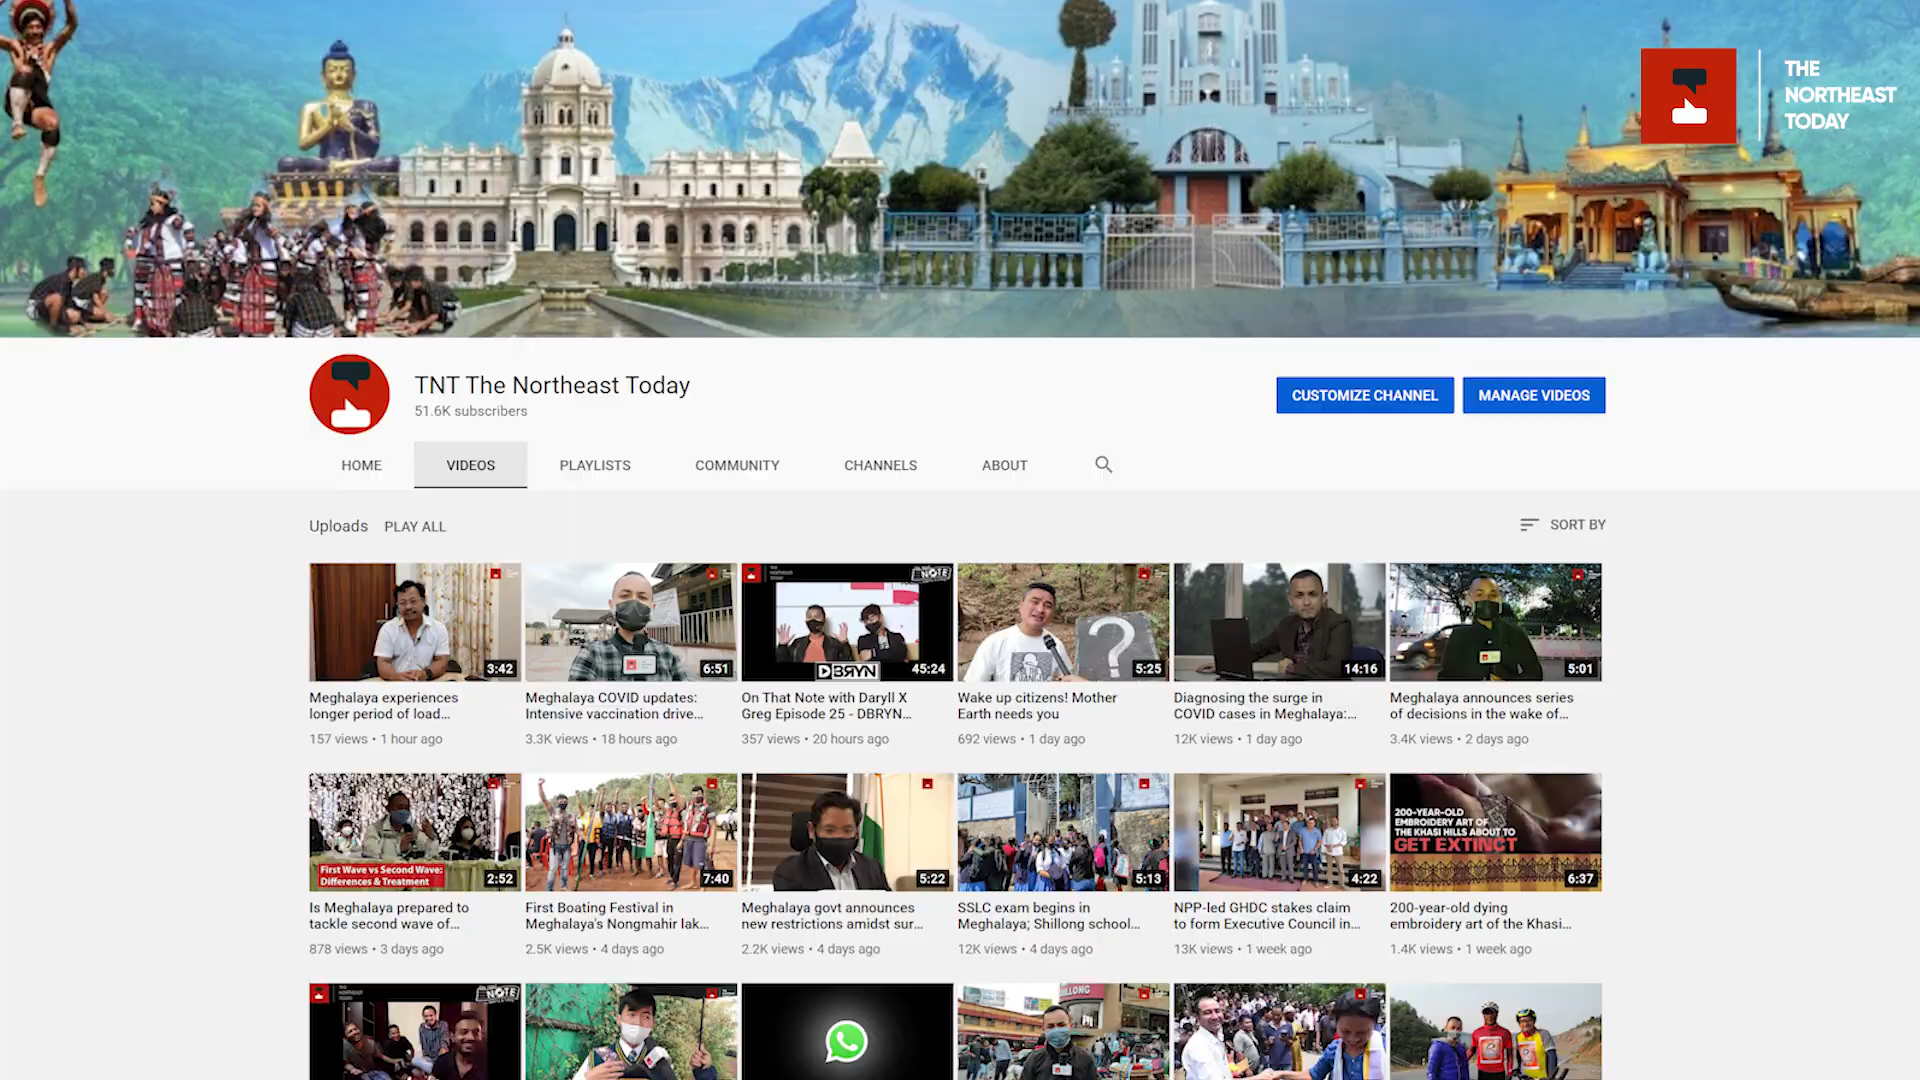 THE
NORTHEAST
TODAY
TNT The Northeast Today
51.6K subscribers
CUSTOMIZE CHANNEL
MANAGE VIDEOS
HOME
VIDEOS
PLAYLISTS
COMMUNITY
CHANNELS
ABOUT
Uploads
PLAY ALL
SORT BY
3:42
6:51
NOTE
DBRYN
45:24
5:25
14:16
5:01
Meghalaya experiences
longer period of load...
157 views • 1 hour ago
Meghalaya COVID updates:
Intensive vaccination drive...
3.3K views • 18 hours ago
On That Note with Daryll X
Greg Episode 25 - DBRYN...
357 views • 20 hours ago
Wake up citizens! Mother
Earth needs you
692 views • 1 day ago
Diagnosing the surge in
COVID cases in Meghalaya:...
12K views • 1 day ago
Meghalaya announces series
of decisions in the wake of...
3.4K views • 2 days ago
First Wave vs Second Wave:
Differences & Treatment
2:52
7:40
5:22
5:13
4:22
200-YEAR-OLD
EMBROIDERY ART OF
THE KHASI HILLS ABOUT TO
GET EXTINCT
6:37
Is Meghalaya prepared to
tackle second wave of...
878 views • 3 days ago
First Boating Festival in
Meghalaya's Nongmahir lak...
2.5K views • 4 days ago
Meghalaya govt announces
new restrictions amidst sur...
2.2K views • 4 days ago
SSLC exam begins in
Meghalaya; Shillong school...
12K views • 4 days ago
NPP-led GHDC stakes claim
to form Executive Council in...
13K views • 1 week ago
200-year-old dying
embroidery art of the Khasi...
1.4K views • 1 week ago
NOTE